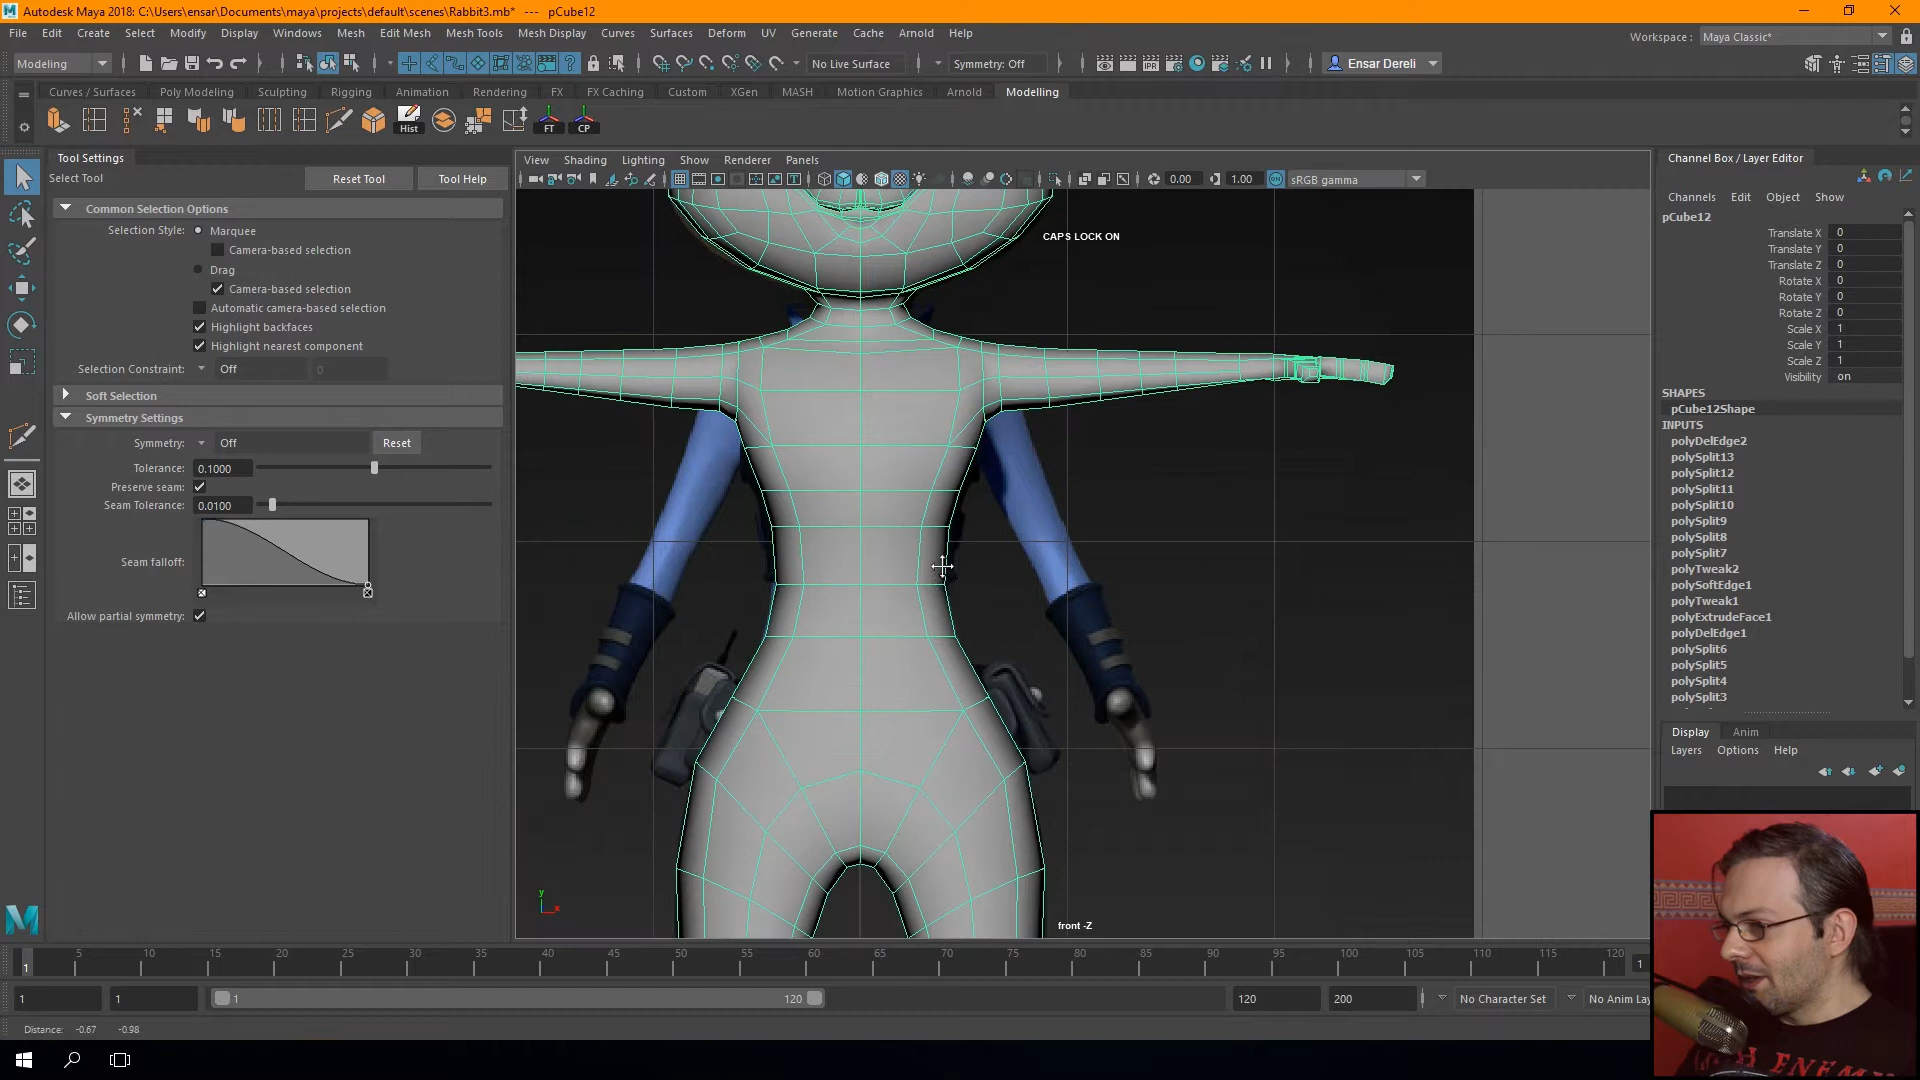 Autodesk Maya 2018: C:\Users\ensar\Documents\maya\projects\default\scenes\Rabbit3.mb* --- pCube12
File Edit Create Select Modify Display Windows Mesh Edit Mesh Mesh Tools Mesh Display Curves Surfaces Deform UV Generate Cache Arnold Help
Workspace : Maya Classic*
Modeling No Live Surface Symmetry: Off Ensar Dereli
Curves / Surfaces Poly Modeling Sculpting Rigging Animation Rendering FX FX Caching Custom XGen MASH Motion Graphics Arnold Modelling
Hist FT CP
Tool Settings
Select Tool Reset Tool Tool Help
Common Selection Options
Selection Style: Marquee
Camera-based selection
Drag
Camera-based selection
Automatic camera-based selection
Highlight backfaces
Highlight nearest component
Selection Constraint: Off 0
Soft Selection
Symmetry Settings
Symmetry: Off Reset
Tolerance: 0.1000
Preserve seam:
Seam Tolerance: 0.0100
Seam falloff:
Allow partial symmetry:
View Shading Lighting Show Renderer Panels
IPR 0.00 1.00 ON sRGB gamma
CAPS LOCK ON
y
x
front -Z
Channel Box / Layer Editor
Channels Edit Object Show
pCube12
Translate X 0
Translate Y 0
Translate Z 0
Rotate X 0
Rotate Y 0
Rotate Z 0
Scale X 1
Scale Y 1
Scale Z 1
Visibility on
SHAPES
pCube12Shape
INPUTS
polyDelEdge2
polySplit13
polySplit12
polySplit11
polySplit10
polySplit9
polySplit8
polySplit7
polyTweak2
polySoftEdge1
polyTweak1
polyExtrudeFace1
polyDelEdge1
polySplit6
polySplit5
polySplit4
polySplit3
Display Anim
Layers Options Help
1 5 10 15 20 25 30 35 40 45 50 55 60 65 70 75 80 85 90 95 100 105 110 115 120 1
1 1 1 120 120 200 No Character Set No Anim La
Distance: -0.67 -0.98
M
ENEM